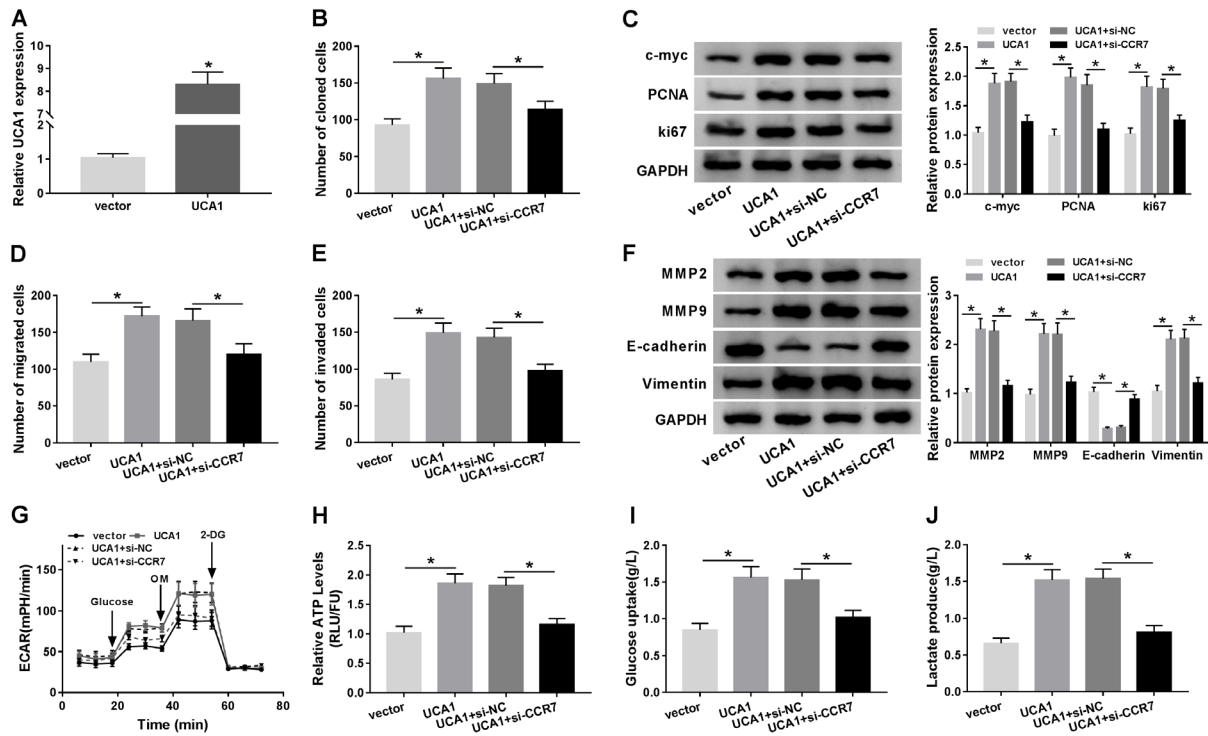 A
Relative UCA1 expression
10
9
8
7
2
1
0
*
vector
UCA1
B
Number of cloned cells
200
150
100
50
0
*
*
vector
UCA1
UCA1+si-NC
UCA1+si-CCR7
C
c-myc
PCNA
ki67
GAPDH
vector
UCA1
UCA1+si-NC
UCA1+si-CCR7
vector
UCA1
UCA1+si-NC
UCA1+si-CCR7
Relative protein expression
2.5
2.0
1.5
1.0
0.5
0.0
* * * * * *
c-myc PCNA ki67
D
Number of migrated cells
200
150
100
50
0
*
*
vector
UCA1
UCA1+si-NC
UCA1+si-CCR7
E
Number of invaded cells
200
150
100
50
0
*
*
vector
UCA1
UCA1+si-NC
UCA1+si-CCR7
F
MMP2
MMP9
E-cadherin
Vimentin
GAPDH
vector
UCA1
UCA1+si-NC
UCA1+si-CCR7
vector
UCA1
UCA1+si-NC
UCA1+si-CCR7
Relative protein expression
3
2
1
0
* * * * * * * *
MMP2 MMP9 E-cadherin Vimentin
G
vector UCA1
UCA1+si-NC
UCA1+si-CCR7
2-DG
OM
Glucose
ECAR(mPH/min)
150
100
50
0
0 20 40 60 80
Time (min)
H
Relative ATP Levels
(RLU/FU)
2.5
2.0
1.5
1.0
0.5
0.0
*
*
vector
UCA1
UCA1+si-NC
UCA1+si-CCR7
I
Glucose uptake(g/L)
2.0
1.5
1.0
0.5
0.0
*
*
vector
UCA1
UCA1+si-NC
UCA1+si-CCR7
J
Lactate produce(g/L)
2.0
1.5
1.0
0.5
0.0
*
*
vector
UCA1
UCA1+si-NC
UCA1+si-CCR7